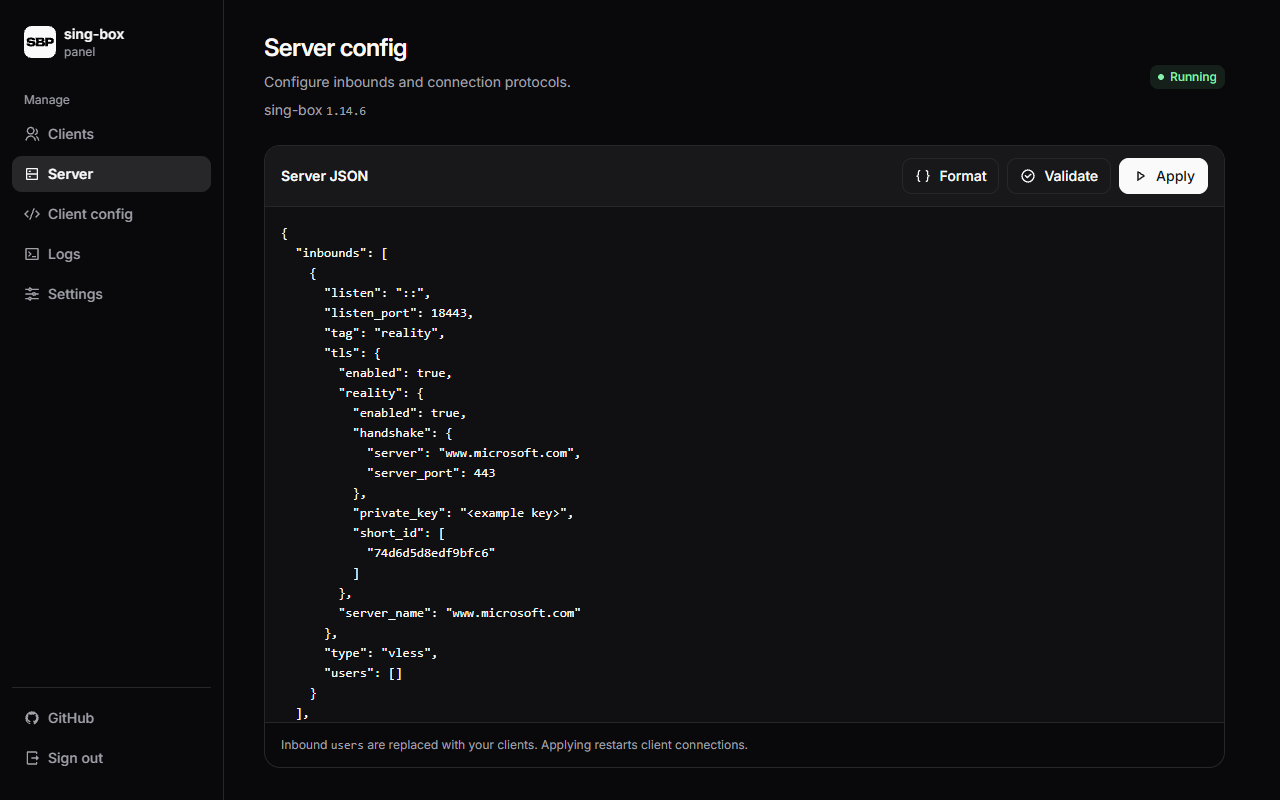 SBP
sing-box
panel
Manage
Clients
Server
Client config
Logs
Settings
GitHub
Sign out
Server config
Configure inbounds and connection protocols.
sing-box 1.14.6
Running
Server JSON
{ } Format
Validate
Apply
{
  "inbounds": [
    {
      "listen": "::",
      "listen_port": 18443,
      "tag": "reality",
      "tls": {
        "enabled": true,
        "reality": {
          "enabled": true,
          "handshake": {
            "server": "www.microsoft.com",
            "server_port": 443
          },
          "private_key": "<example key>",
          "short_id": [
            "74d6d5d8edf9bfc6"
          ]
        },
        "server_name": "www.microsoft.com"
      },
      "type": "vless",
      "users": []
    }
  ],
Inbound users are replaced with your clients. Applying restarts client connections.